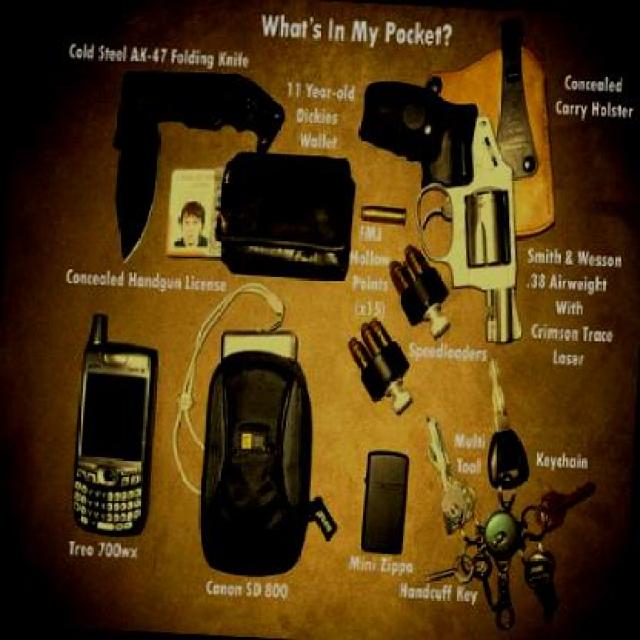 What's In My Pocket?
Cold Steel AK-47 Folding Knife
11 Year-old
Dickies
Wallet
Concealed
Carry Holster
Concealed Handgun License
FMJ
Hollow
Points
(x15)
Smith & Wesson
.38 Airweight
With
Crimson Trace
Laser
Speedloaders
Multi
Tool
Keychain
Treo 700wx
Canon SD 800
Mini Zippo
Handcuff Key